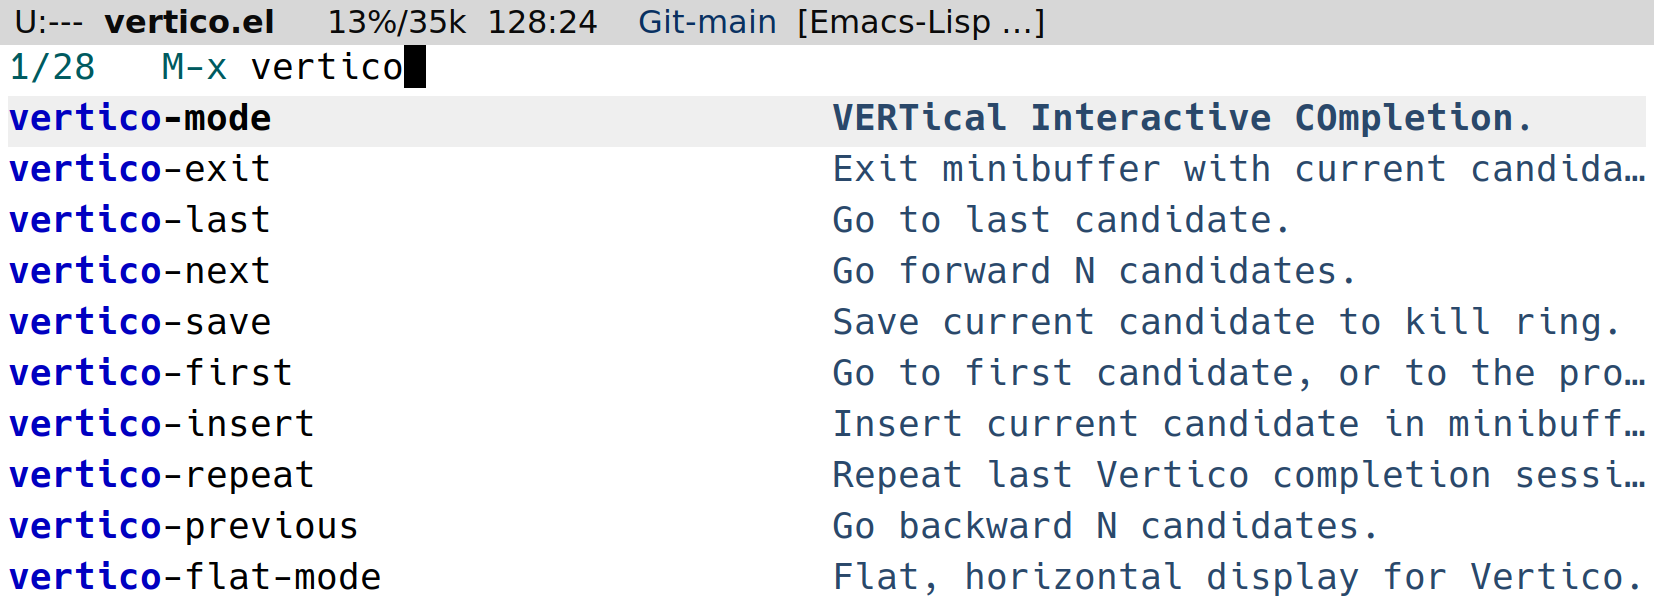 U:--- vertico.el 13%/35k 128:24 Git-main [Emacs-Lisp ...]
1/28 M-x vertico
vertico-mode VERTical Interactive COmpletion.
vertico-exit Exit minibuffer with current candida…
vertico-last Go to last candidate.
vertico-next Go forward N candidates.
vertico-save Save current candidate to kill ring.
vertico-first Go to first candidate, or to the pro…
vertico-insert Insert current candidate in minibuff…
vertico-repeat Repeat last Vertico completion sessi…
vertico-previous Go backward N candidates.
vertico-flat-mode Flat, horizontal display for Vertico.